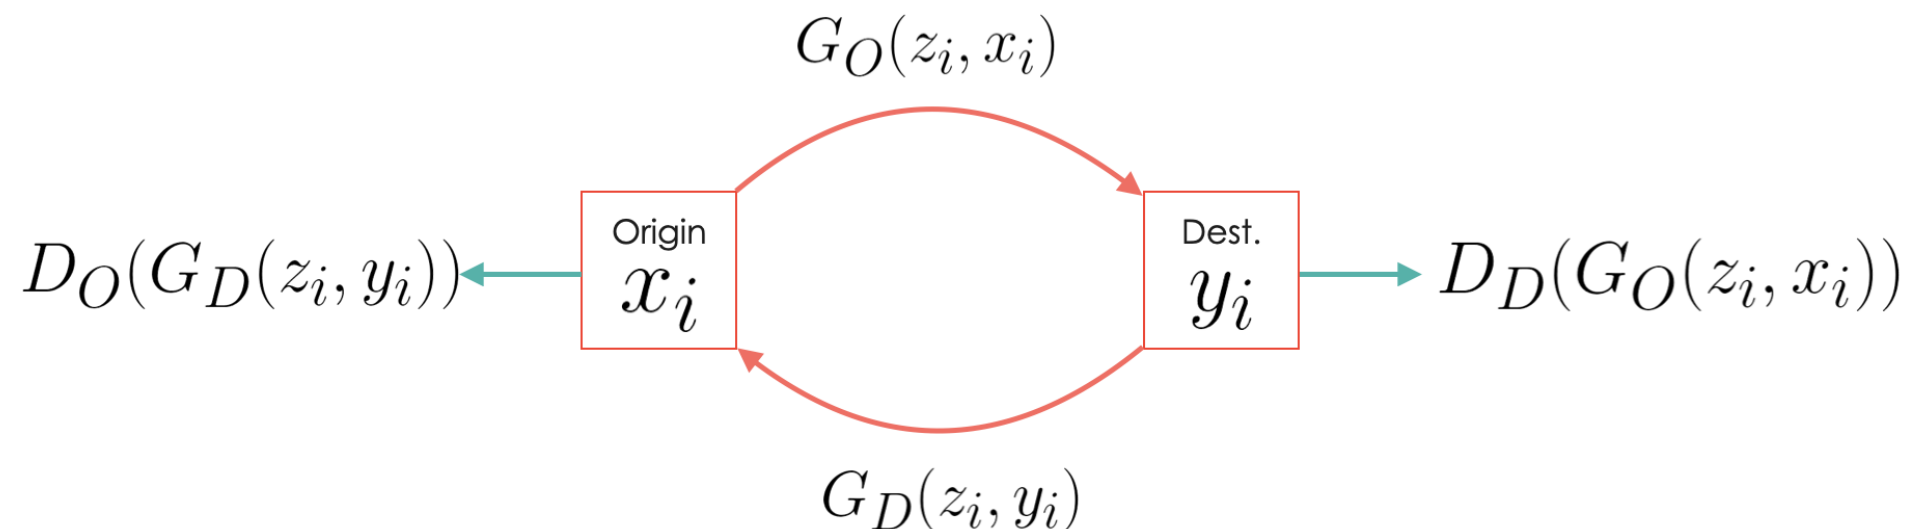 G_O(z_i, x_i)
D_O(G_D(z_i, y_i))
Origin
x_i
Dest.
y_i
D_D(G_O(z_i, x_i))
G_D(z_i, y_i)